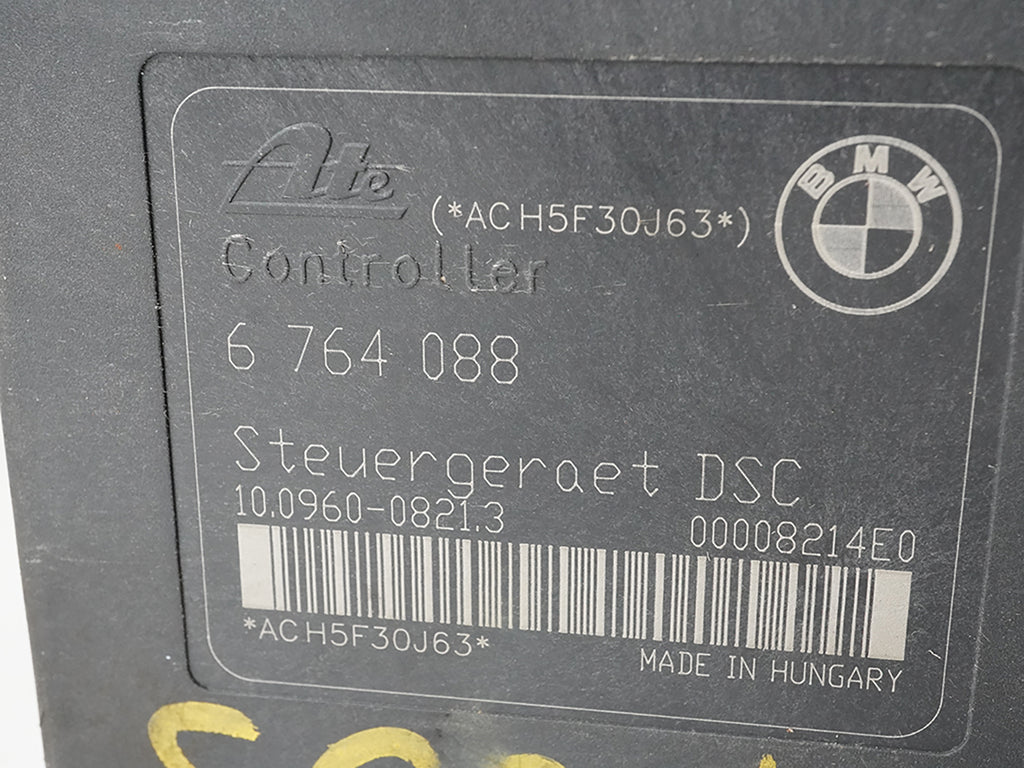 Ate
(*ACH5F30J63*)
BMW
Controller
6 764 088
Steuergeraet DSC
10.0960-0821.3
00008214E0
*ACH5F30J63*
MADE IN HUNGARY